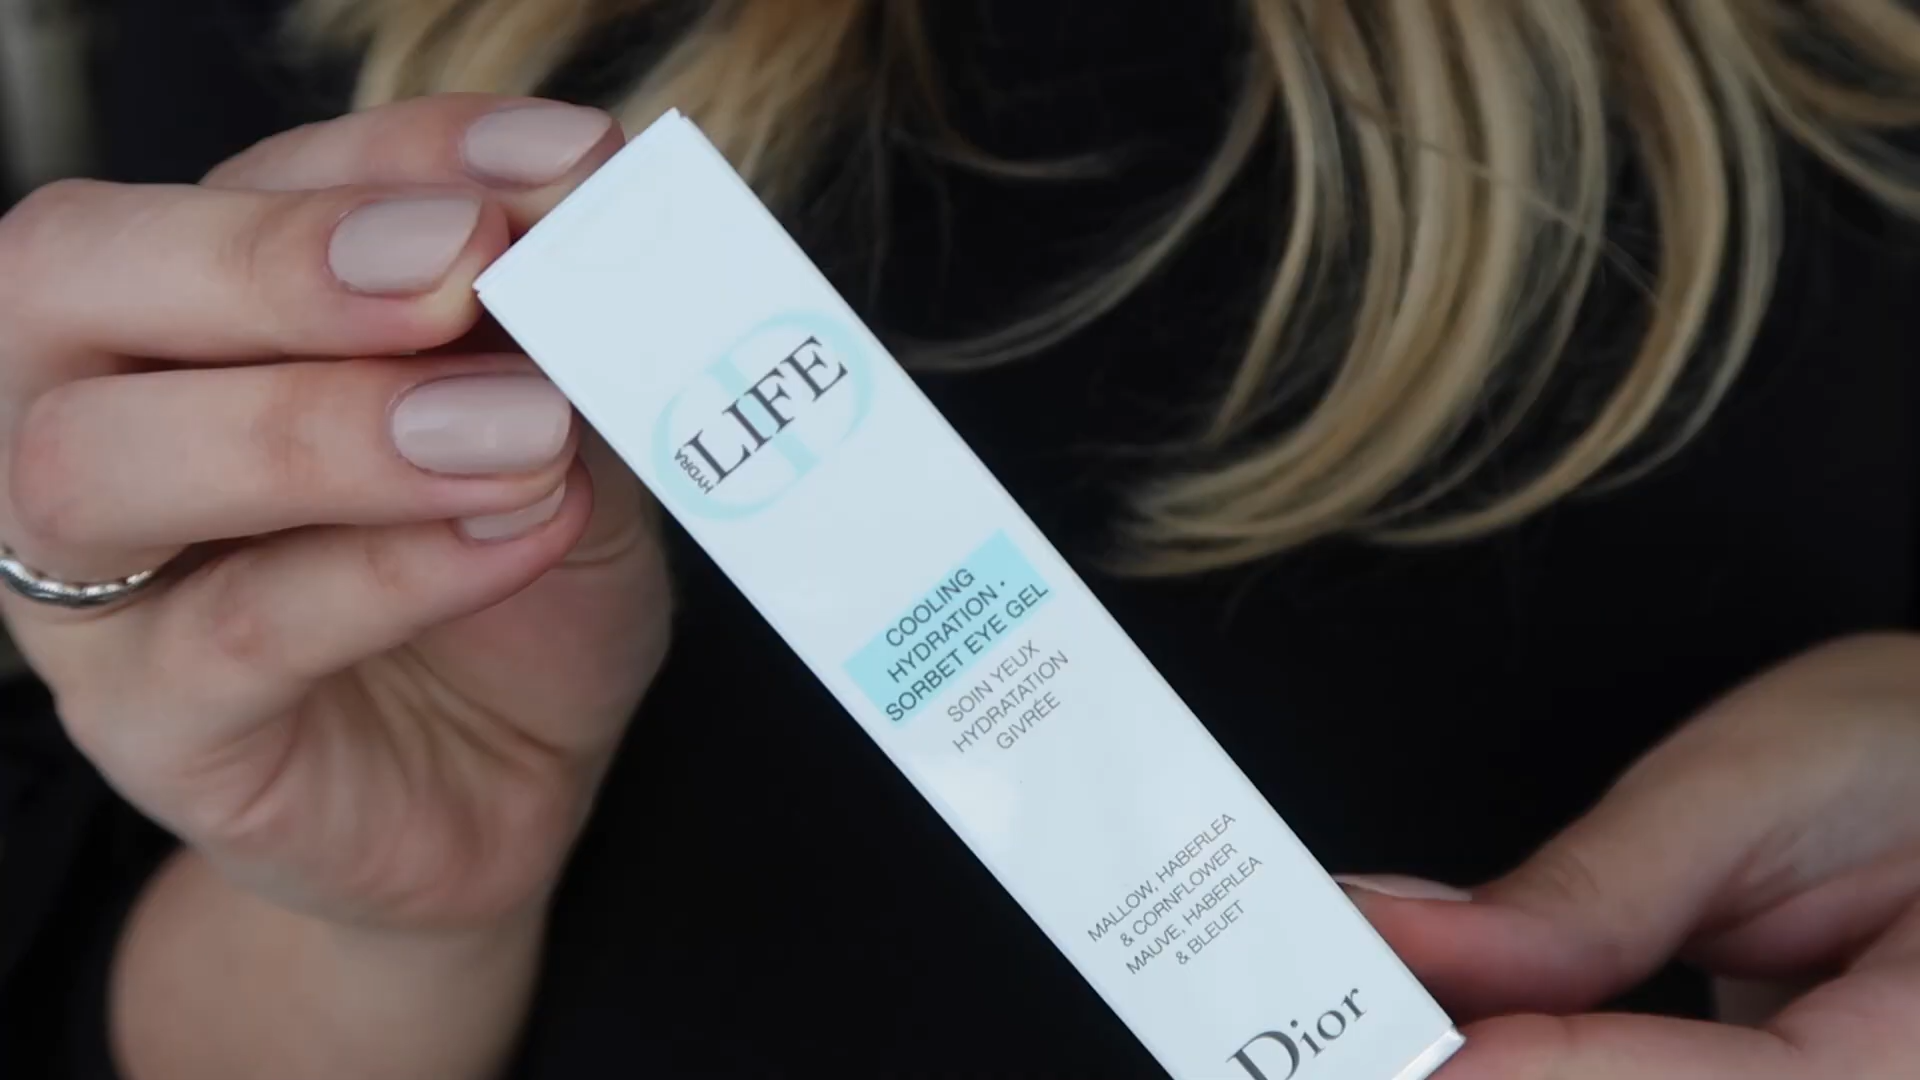 HYDRA LIFE
COOLING
HYDRATION •
SORBET EYE GEL
SOIN YEUX
HYDRATATION
GIVRÉE
MALLOW, HABERLEA
& CORNFLOWER
MAUVE, HABERLEA
& BLEUET
Dior